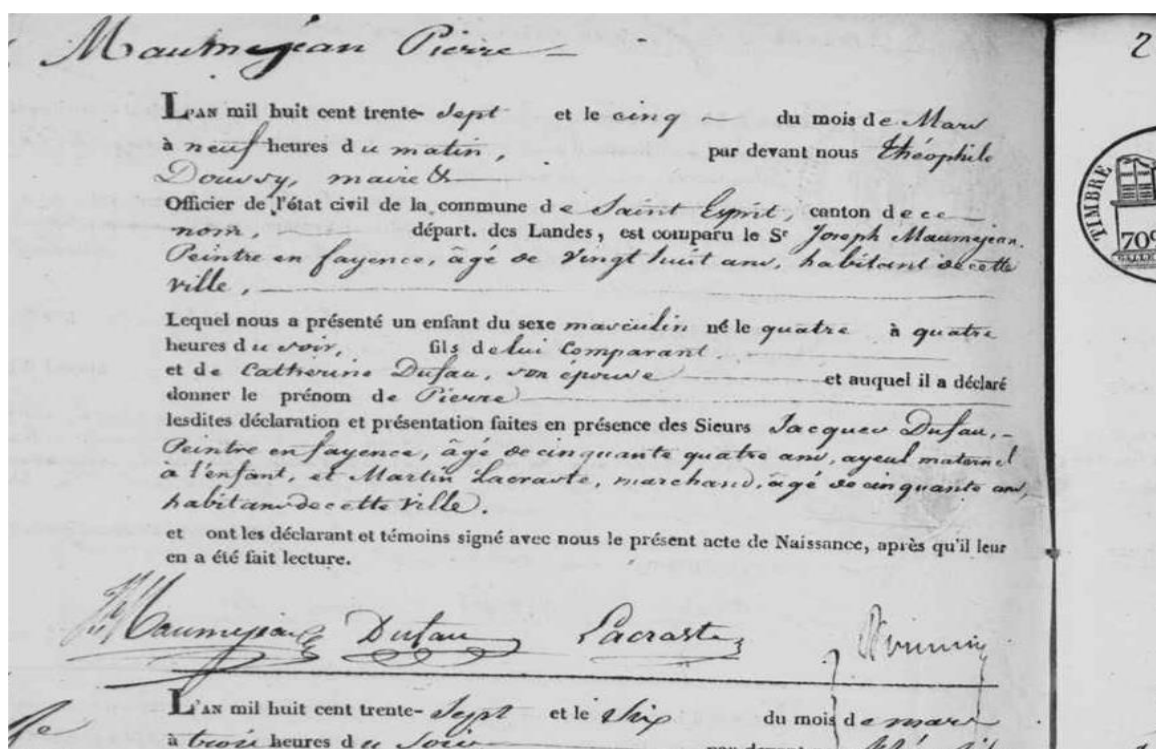 Maumejean Pierre
2
L'AN mil huit cent trente- sept et le cinq du mois de Mars
à neuf heures du matin, par devant nous théophile
Doussy, maire &
Officier de l'état civil de la commune de Saint Esprit, canton de ce
nom, départ. des Landes, est comparu le Sr Joseph Maumejean.
Peintre en fayence, âgé de vingt huit ans, habitant de cette
ville,
Lequel nous a présenté un enfant du sexe masculin né le quatre à quatre
heures du soir, fils de lui Comparant
et de Catherine Dufau, son epouse et auquel il a déclaré
donner le prénom de Pierre
lesdites déclaration et présentation faites en présence des Sieurs Jacques Dufau,
Peintre en fayence, âgé de cinquante quatre ans, ayeul maternel
à l'enfant, et Martin Lacraste, marchand, âgé de cinquante ans,
habitans de cette ville.
et ont les déclarant et témoins signé avec nous le présent acte de Naissance, après qu'il leur
en a été fait lecture.
Maumejean Dufau Lacraste
L'AN mil huit cent trente- sept et le six du mois de mars
à trois heures du soir par devant
TIMBRE
70